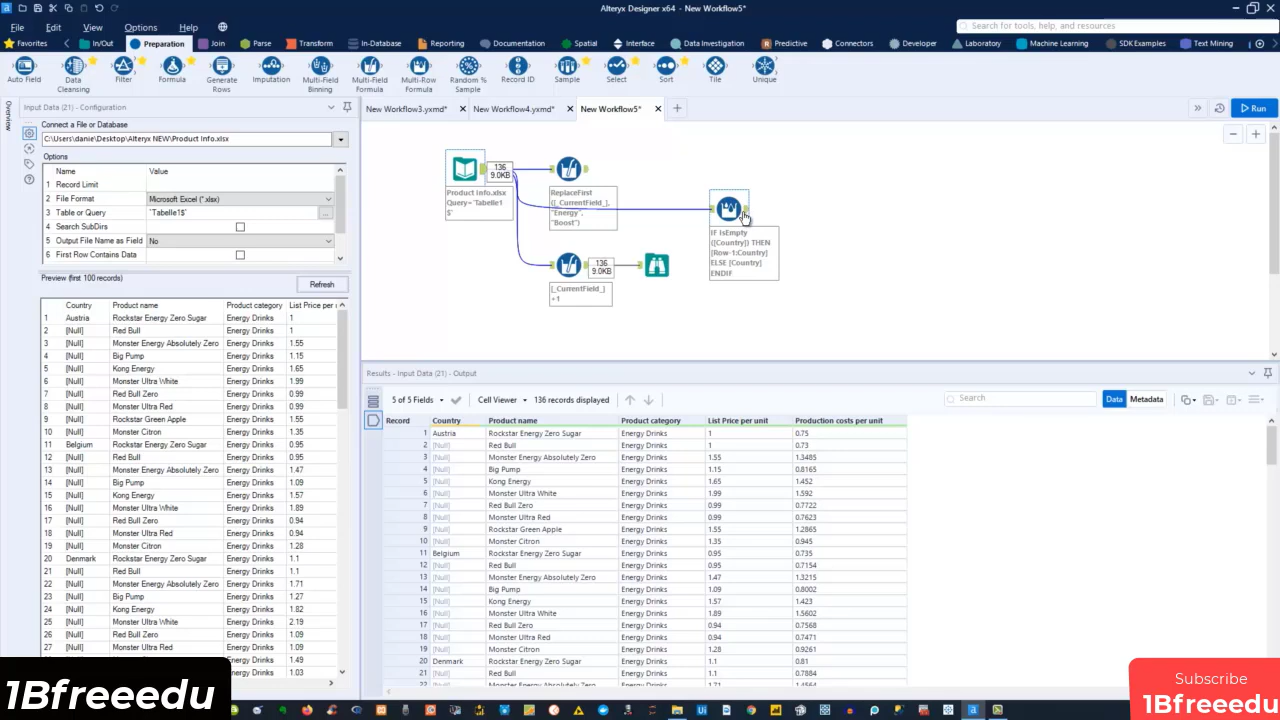 Alteryx Designer x64 - New Workflow5*
File Edit View Options Help
Search for tools, help, and resources
Favorites In/Out Preparation Join Parse Transform In-Database Reporting Documentation Spatial Interface Data Investigation Predictive Connectors Developer Laboratory Machine Learning SDK Examples Text Mining
Auto Field Data Cleansing Filter Formula Generate Rows Imputation Multi-Field Binning Multi-Field Formula Multi-Row Formula Random % Sample Record ID Sample Select Sort Tile Unique
Overview
Input Data (21) - Configuration
Connect a File or Database
C:\Users\danie\Desktop\Alteryx NEW\Product Info.xlsx
Options
Name Value
1 Record Limit
2 File Format Microsoft Excel (*.xlsx)
3 Table or Query `Tabelle1$` ...
4 Search SubDirs
5 Output File Name as Field No
6 First Row Contains Data
Preview (first 100 records) Refresh
Country Product name Product category List Price per
1 Austria Rockstar Energy Zero Sugar Energy Drinks 1
2 [Null] Red Bull Energy Drinks 1
3 [Null] Monster Energy Absolutely Zero Energy Drinks 1.55
4 [Null] Big Pump Energy Drinks 1.15
5 [Null] Kong Energy Energy Drinks 1.65
6 [Null] Monster Ultra White Energy Drinks 1.99
7 [Null] Red Bull Zero Energy Drinks 0.99
8 [Null] Monster Ultra Red Energy Drinks 0.99
9 [Null] Rockstar Green Apple Energy Drinks 1.55
10 [Null] Monster Citron Energy Drinks 1.35
11 Belgium Rockstar Energy Zero Sugar Energy Drinks 0.95
12 [Null] Red Bull Energy Drinks 0.95
13 [Null] Monster Energy Absolutely Zero Energy Drinks 1.47
14 [Null] Big Pump Energy Drinks 1.09
15 [Null] Kong Energy Energy Drinks 1.57
16 [Null] Monster Ultra White Energy Drinks 1.89
17 [Null] Red Bull Zero Energy Drinks 0.94
18 [Null] Monster Ultra Red Energy Drinks 0.94
19 [Null] Monster Citron Energy Drinks 1.28
20 Denmark Rockstar Energy Zero Sugar Energy Drinks 1.1
21 [Null] Red Bull Energy Drinks 1.1
22 [Null] Monster Energy Absolutely Zero Energy Drinks 1.71
23 [Null] Big Pump Energy Drinks 1.27
24 [Null] Kong Energy Energy Drinks 1.82
25 [Null] Monster Ultra White Energy Drinks 2.19
26 [Null] Red Bull Zero Energy Drinks 1.09
27 [Null] Monster Ultra Red Energy Drinks 1.09
Energy Drinks 1.49
Energy Drinks 1.03
New Workflow3.yxmd* New Workflow4.yxmd* New Workflow5*
Run
136
9.0KB
Product Info.xlsx
Query=`Tabelle1
$`
ReplaceFirst
([_CurrentField_],
"Energy",
"Boost")
IF IsEmpty
([Country]) THEN
[Row-1:Country]
ELSE [Country]
ENDIF
136
9.0KB
[_CurrentField_]
+ 1
Results - Input Data (21) - Output
5 of 5 Fields Cell Viewer 136 records displayed Search Data Metadata
Record Country Product name Product category List Price per unit Production costs per unit
1 Austria Rockstar Energy Zero Sugar Energy Drinks 1 0.75
2 [Null] Red Bull Energy Drinks 1 0.73
3 [Null] Monster Energy Absolutely Zero Energy Drinks 1.55 1.3485
4 [Null] Big Pump Energy Drinks 1.15 0.8165
5 [Null] Kong Energy Energy Drinks 1.65 1.452
6 [Null] Monster Ultra White Energy Drinks 1.99 1.592
7 [Null] Red Bull Zero Energy Drinks 0.99 0.7722
8 [Null] Monster Ultra Red Energy Drinks 0.99 0.7623
9 [Null] Rockstar Green Apple Energy Drinks 1.55 1.2865
10 [Null] Monster Citron Energy Drinks 1.35 0.945
11 Belgium Rockstar Energy Zero Sugar Energy Drinks 0.95 0.735
12 [Null] Red Bull Energy Drinks 0.95 0.7154
13 [Null] Monster Energy Absolutely Zero Energy Drinks 1.47 1.3215
14 [Null] Big Pump Energy Drinks 1.09 0.8002
15 [Null] Kong Energy Energy Drinks 1.57 1.423
16 [Null] Monster Ultra White Energy Drinks 1.89 1.5602
17 [Null] Red Bull Zero Energy Drinks 0.94 0.7568
18 [Null] Monster Ultra Red Energy Drinks 0.94 0.7471
19 [Null] Monster Citron Energy Drinks 1.28 0.9261
20 Denmark Rockstar Energy Zero Sugar Energy Drinks 1.1 0.81
21 [Null] Red Bull Energy Drinks 1.1 0.7884
22 [Null] Monster Energy Absolutely Zero Energy Drinks 1.71
1Bfreeedu
Subscribe
1Bfreeedu